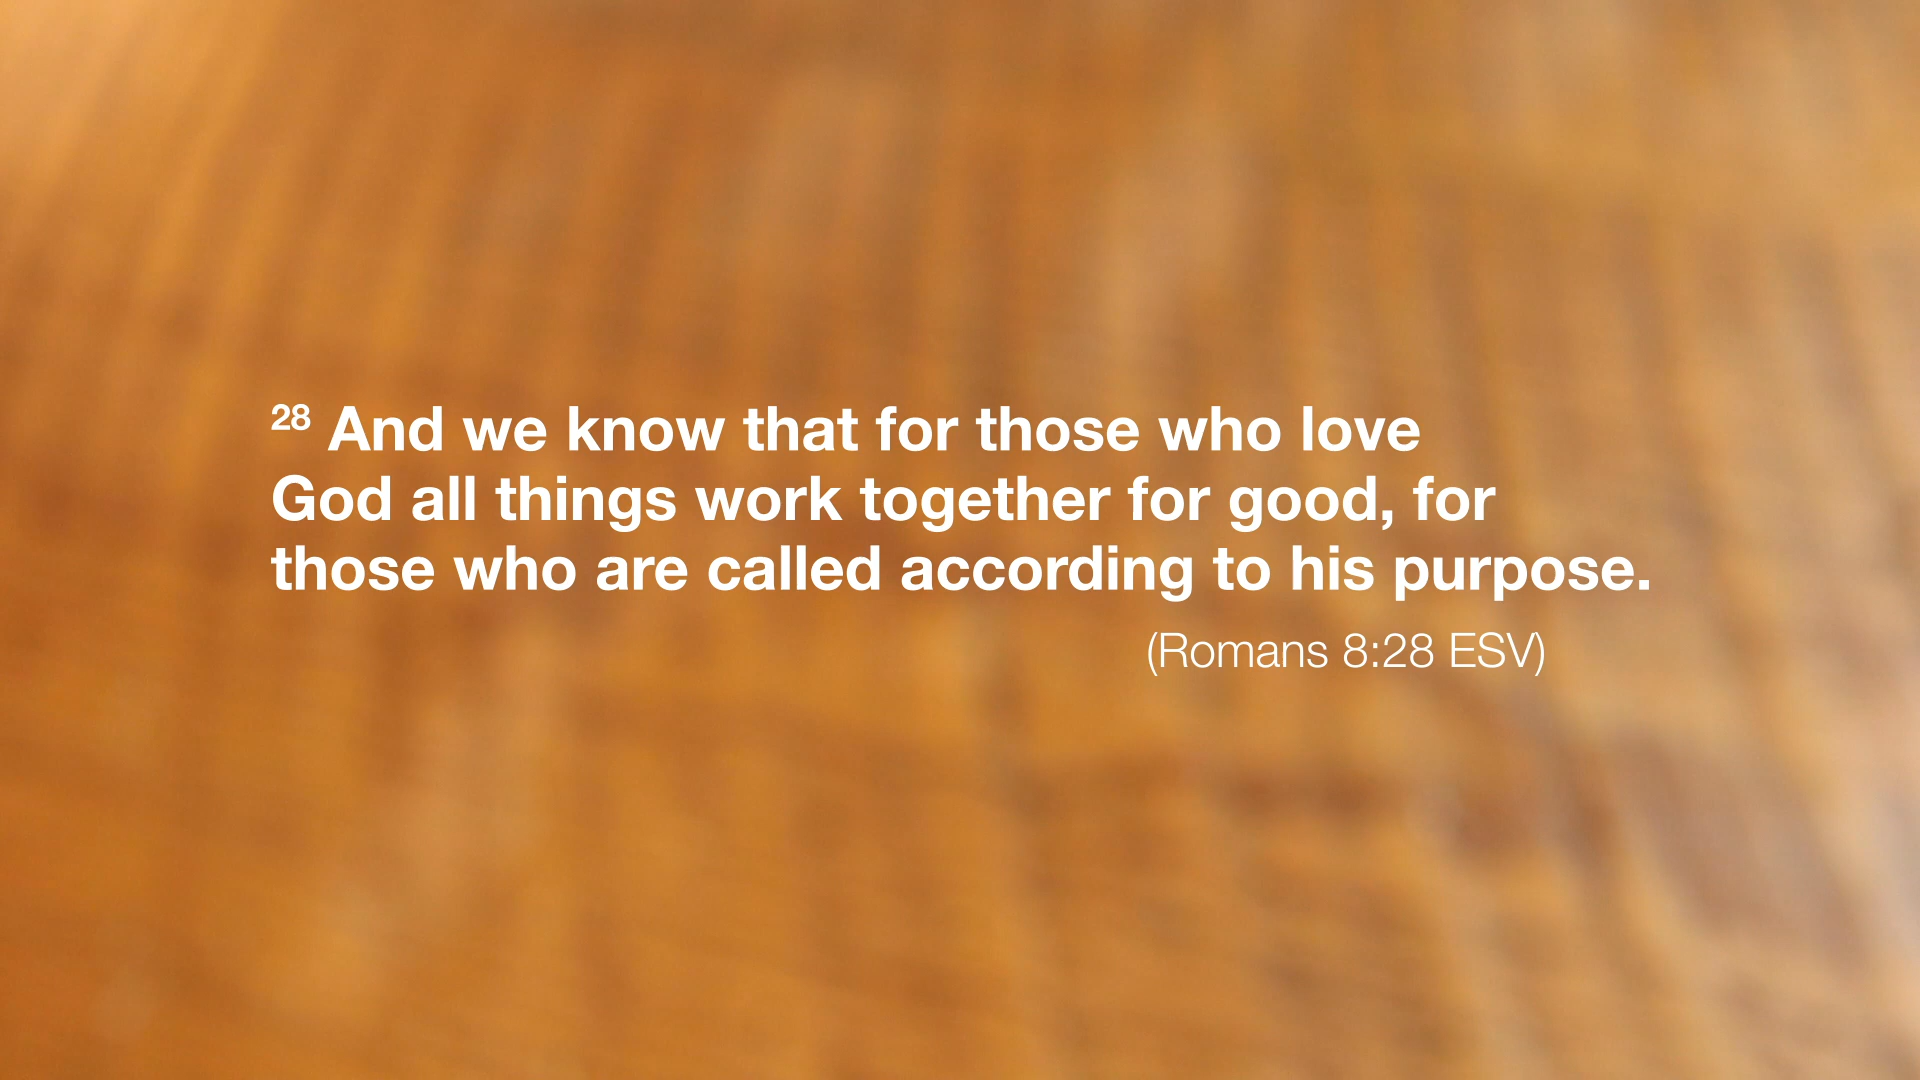 28 And we know that for those who love
God all things work together for good, for
those who are called according to his purpose.
(Romans 8:28 ESV)